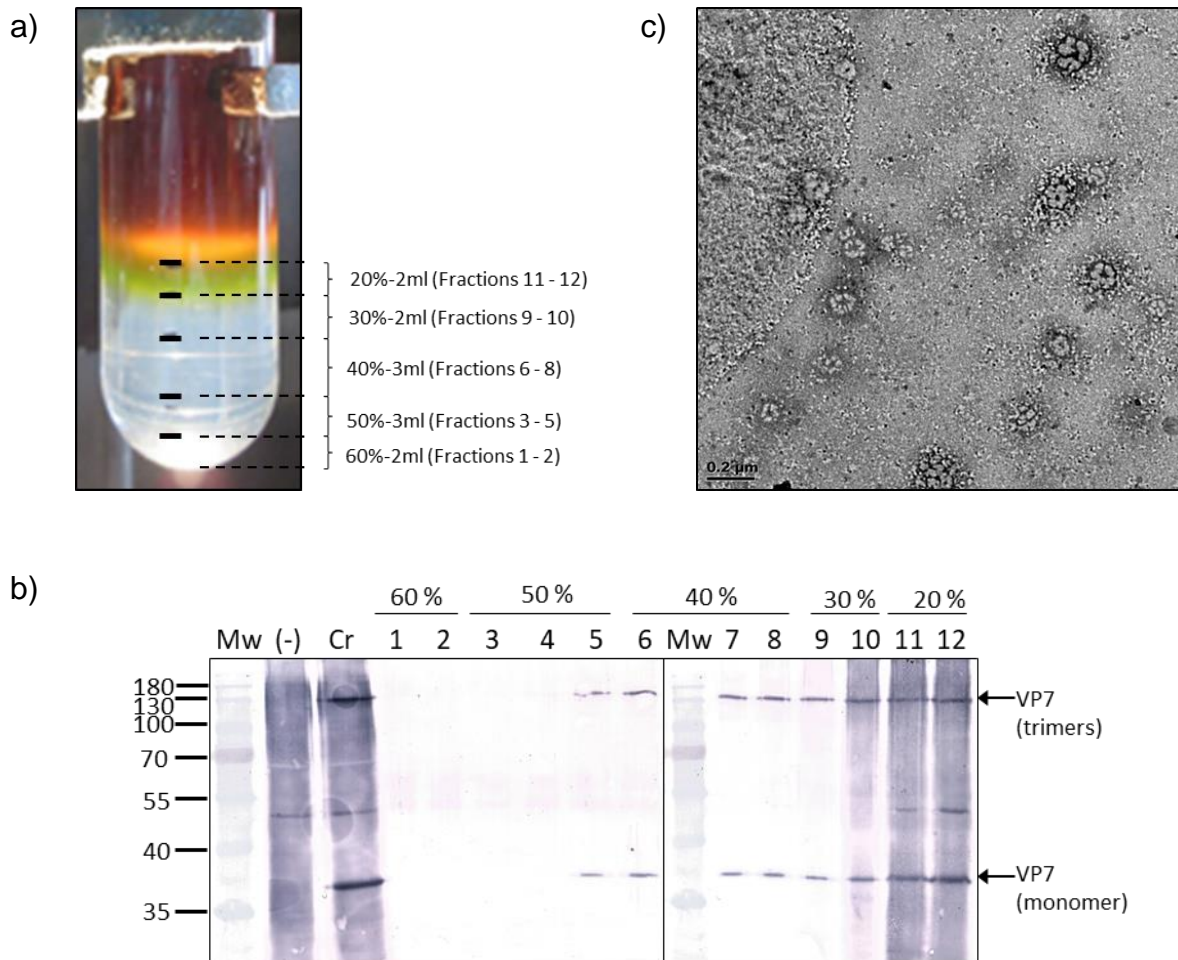 a)
20%-2ml (Fractions 11 - 12)
30%-2ml (Fractions 9 - 10)
40%-3ml (Fractions 6 - 8)
50%-3ml (Fractions 3 - 5)
60%-2ml (Fractions 1 - 2)
c)
0.2 µm
b)
60 % 50 % 40 % 30 % 20 %
Mw (-) Cr 1 2 3 4 5 6 Mw 7 8 9 10 11 12
180
130
100
70
55
40
35
VP7
(trimers)
VP7
(monomer)